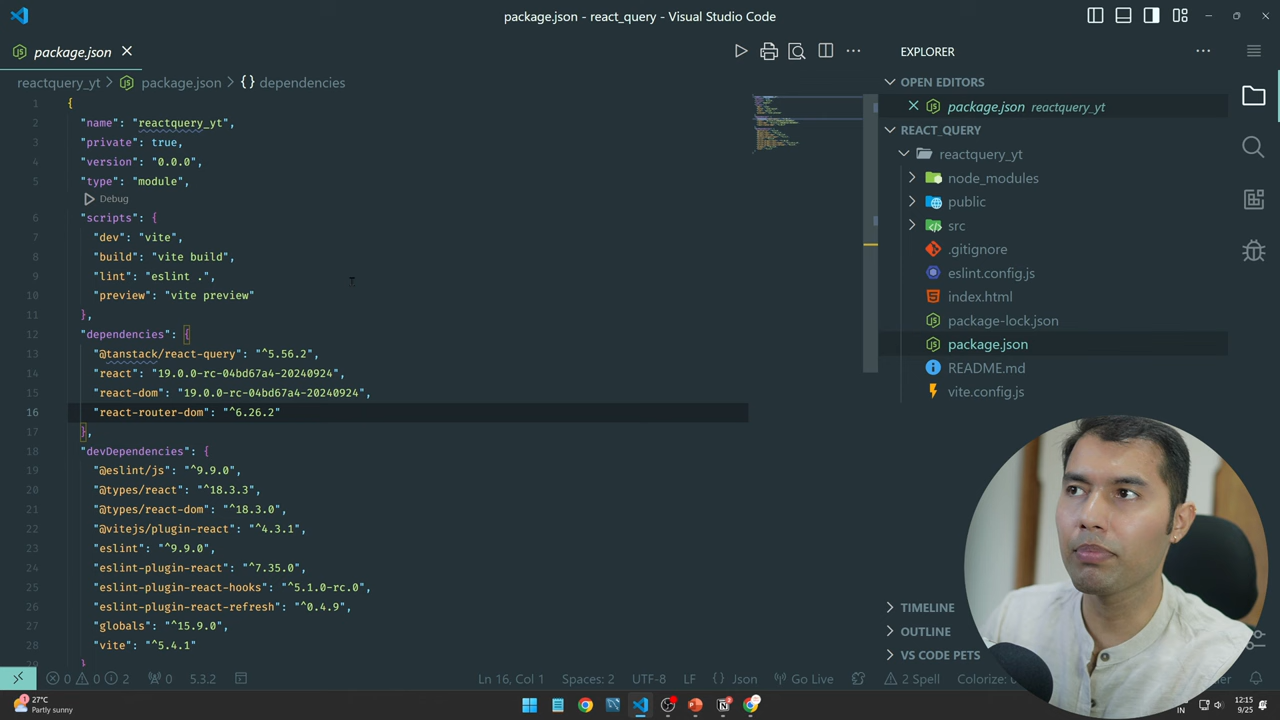 package.json - react_query - Visual Studio Code
package.json
reactquery_yt > package.json > {} dependencies
1 {
2 "name": "reactquery_yt",
3 "private": true,
4 "version": "0.0.0",
5 "type": "module",
Debug
6 "scripts": {
7 "dev": "vite",
8 "build": "vite build",
9 "lint": "eslint .",
10 "preview": "vite preview"
11 },
12 "dependencies": {
13 "@tanstack/react-query": "^5.56.2",
14 "react": "19.0.0-rc-04bd67a4-20240924",
15 "react-dom": "19.0.0-rc-04bd67a4-20240924",
16 "react-router-dom": "^6.26.2"
17 },
18 "devDependencies": {
19 "@eslint/js": "^9.9.0",
20 "@types/react": "^18.3.3",
21 "@types/react-dom": "^18.3.0",
22 "@vitejs/plugin-react": "^4.3.1",
23 "eslint": "^9.9.0",
24 "eslint-plugin-react": "^7.35.0",
25 "eslint-plugin-react-hooks": "^5.1.0-rc.0",
26 "eslint-plugin-react-refresh": "^0.4.9",
27 "globals": "^15.9.0",
28 "vite": "^5.4.1"
29 }
EXPLORER
OPEN EDITORS
package.json reactquery_yt
REACT_QUERY
reactquery_yt
node_modules
public
src
.gitignore
eslint.config.js
index.html
package-lock.json
package.json
README.md
vite.config.js
TIMELINE
OUTLINE
VS CODE PETS
0 0 2 0 5.3.2 Ln 16, Col 1 Spaces: 2 UTF-8 LF {} Json Go Live 2 Spell Colorize:
27°C
Partly sunny
IN
12:15
9/25